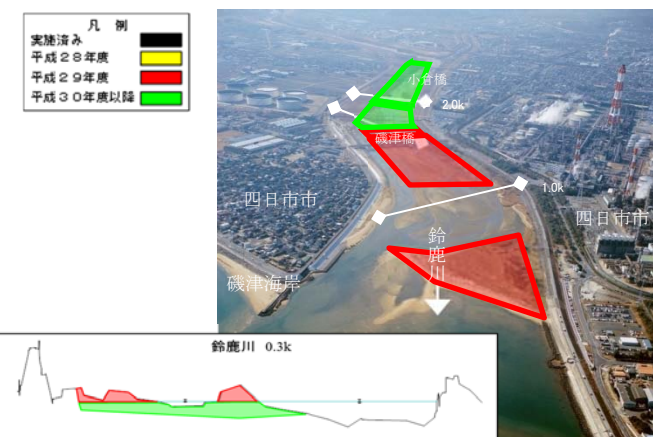 凡 例
実施済み
平成28年度
平成29年度
平成30年度以降
小倉橋
2.0k
磯津橋
1.0k
四日市市
四日市市
鈴鹿川
磯津海岸
鈴鹿川 0.3k